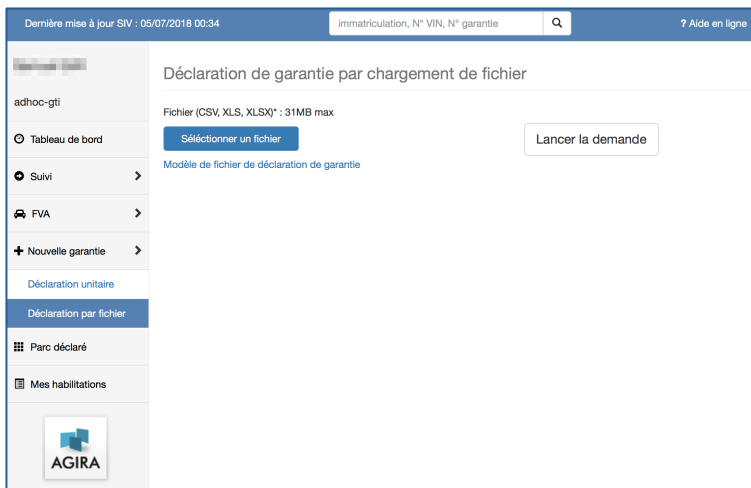 Dernière mise à jour SIV : 05/07/2018 00:34
immatriculation, N° VIN, N° garantie
? Aide en ligne
adhoc-gti
Tableau de bord
Suivi
FVA
Nouvelle garantie
Déclaration unitaire
Déclaration par fichier
Parc déclaré
Mes habilitations
AGIRA
Déclaration de garantie par chargement de fichier
Fichier (CSV, XLS, XLSX)* : 31MB max
Séléctionner un fichier
Lancer la demande
Modèle de fichier de déclaration de garantie